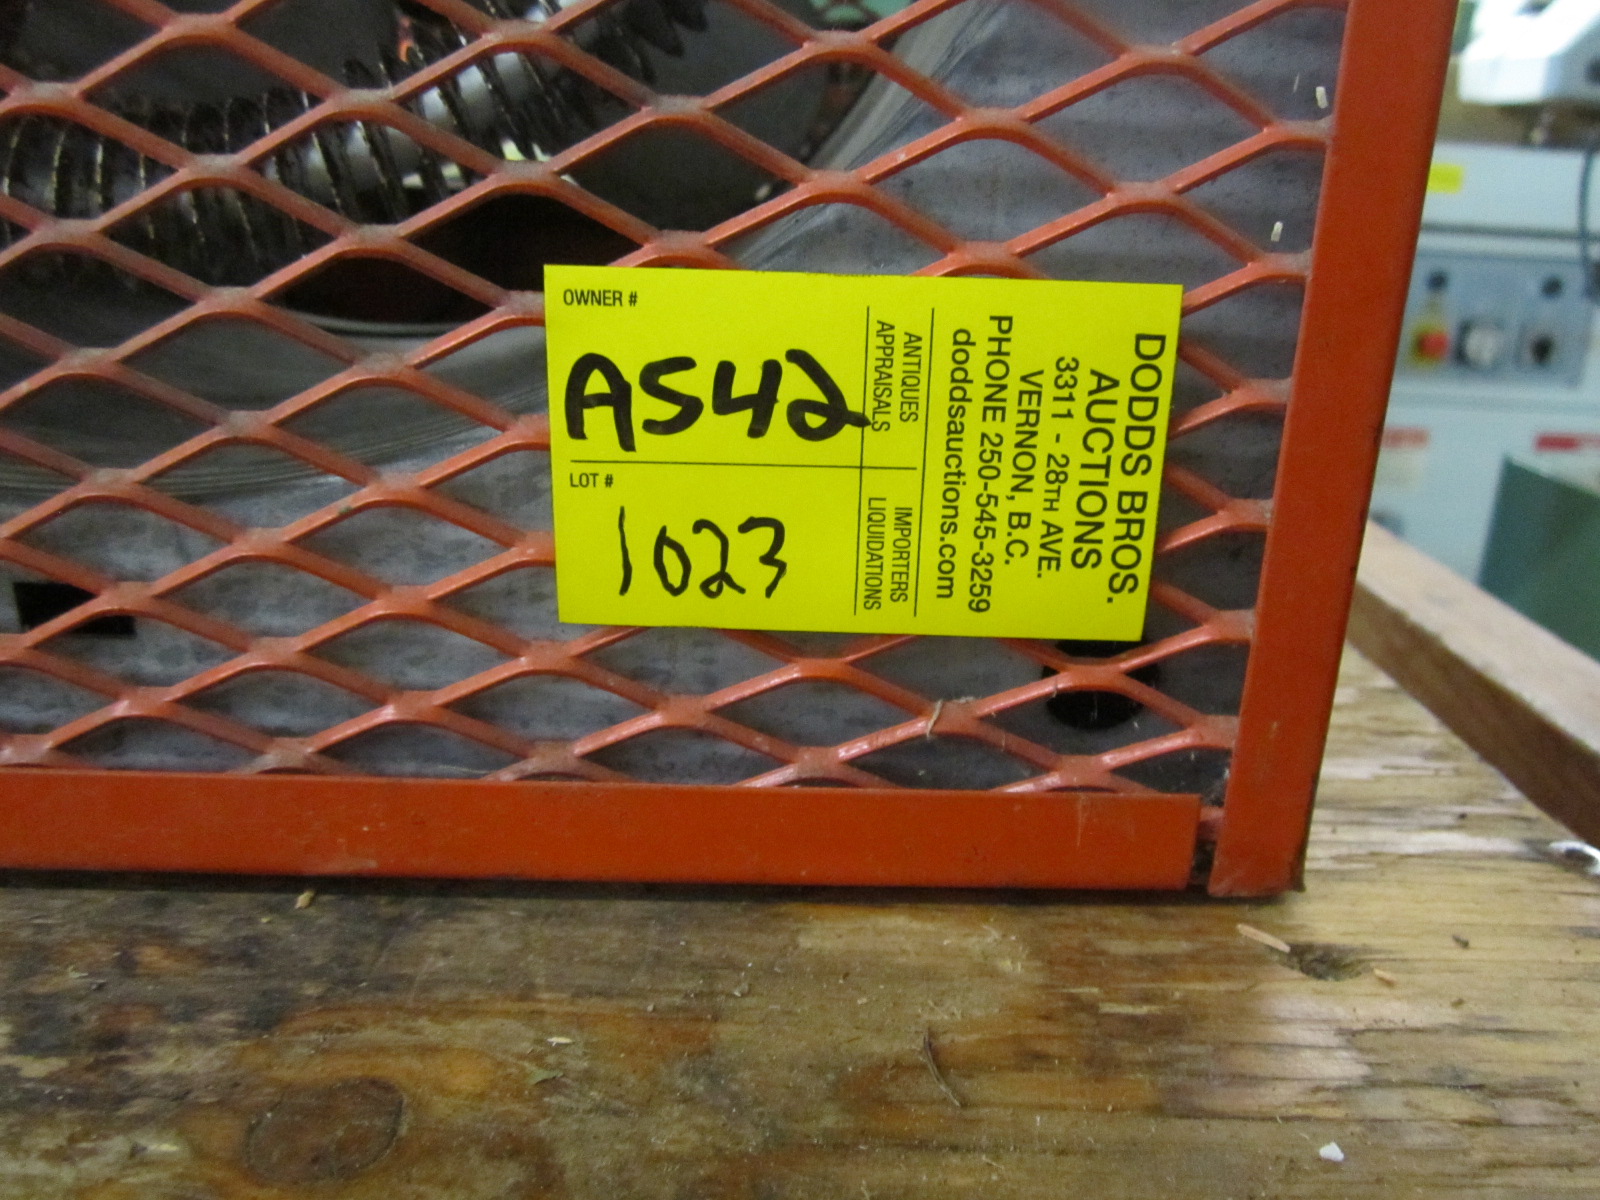 OWNER #
A542
LOT #
1023
ANTIQUES
APPRAISALS
IMPORTERS
LIQUIDATIONS
DODDS BROS.
AUCTIONS
3311 - 28TH AVE.
VERNON, B.C.
PHONE 250-545-3259
doddsauctions.com